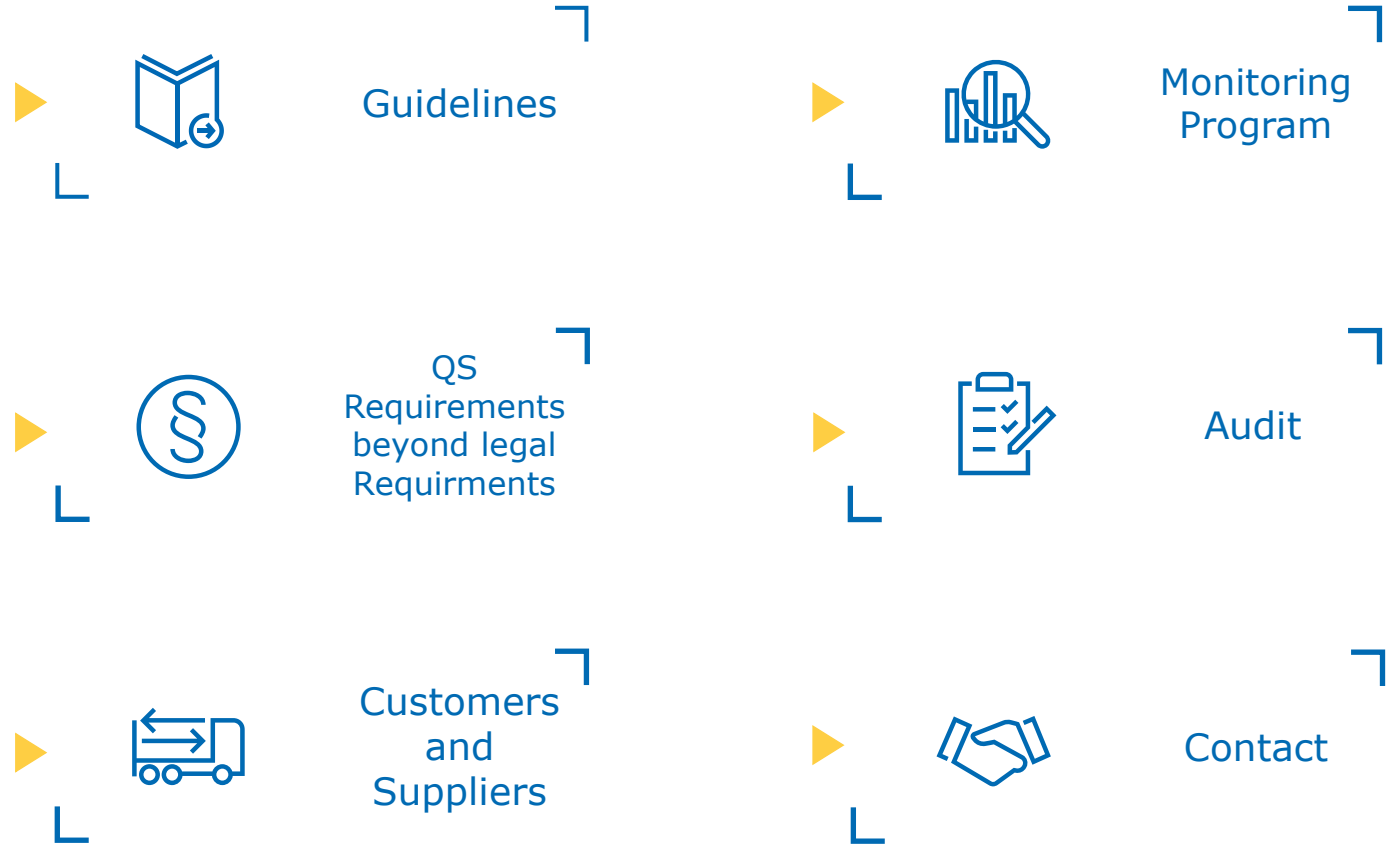 Guidelines
Monitoring
Program
QS
Requirements
beyond legal
Requirments
Audit
Customers
and
Suppliers
Contact